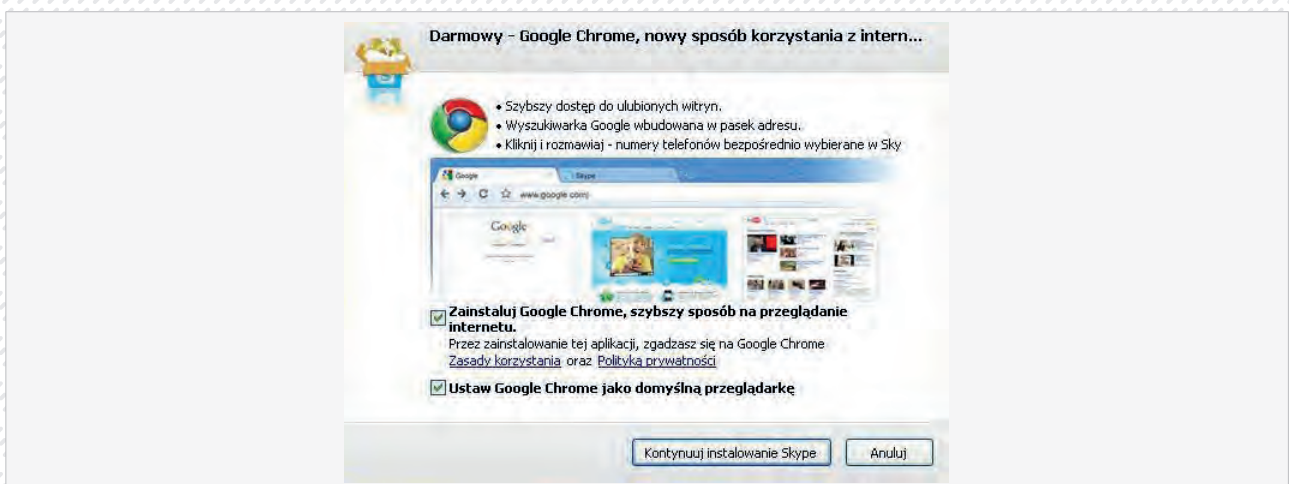 Darmowy - Google Chrome, nowy sposób korzystania z intern...
• Szybszy dostęp do ulubionych witryn.
• Wyszukiwarka Google wbudowana w pasek adresu.
• Kliknij i rozmawiaj - numery telefonów bezpośrednio wybierane w Sky
Google Skype
www.google.com
Google
Zainstaluj Google Chrome, szybszy sposób na przeglądanie
internetu.
Przez zainstalowanie tej aplikacji, zgadzasz się na Google Chrome
Zasady korzystania oraz Polityką prywatności
Ustaw Google Chrome jako domyślną przeglądarkę
Kontynuuj instalowanie Skype Anuluj